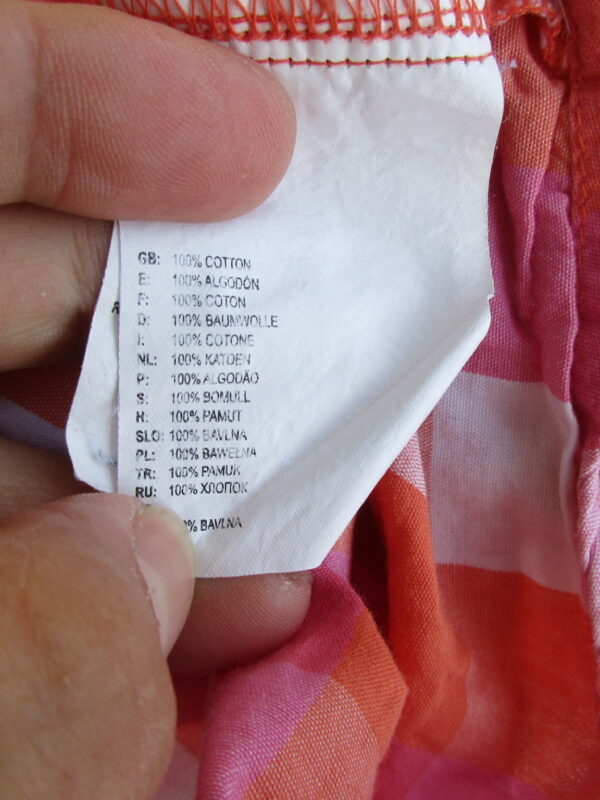 GB: 100% COTTON
E: 100% ALGODÓN
F: 100% COTON
D: 100% BAUMWOLLE
I: 100% COTONE
NL: 100% KATOEN
P: 100% ALGODÃO
S: 100% BOMULL
H: 100% PAMUT
SLO: 100% BAVLNA
PL: 100% BAWEŁNA
TR: 100% PAMUK
RU: 100% ХЛОПОК
% BAVLNA